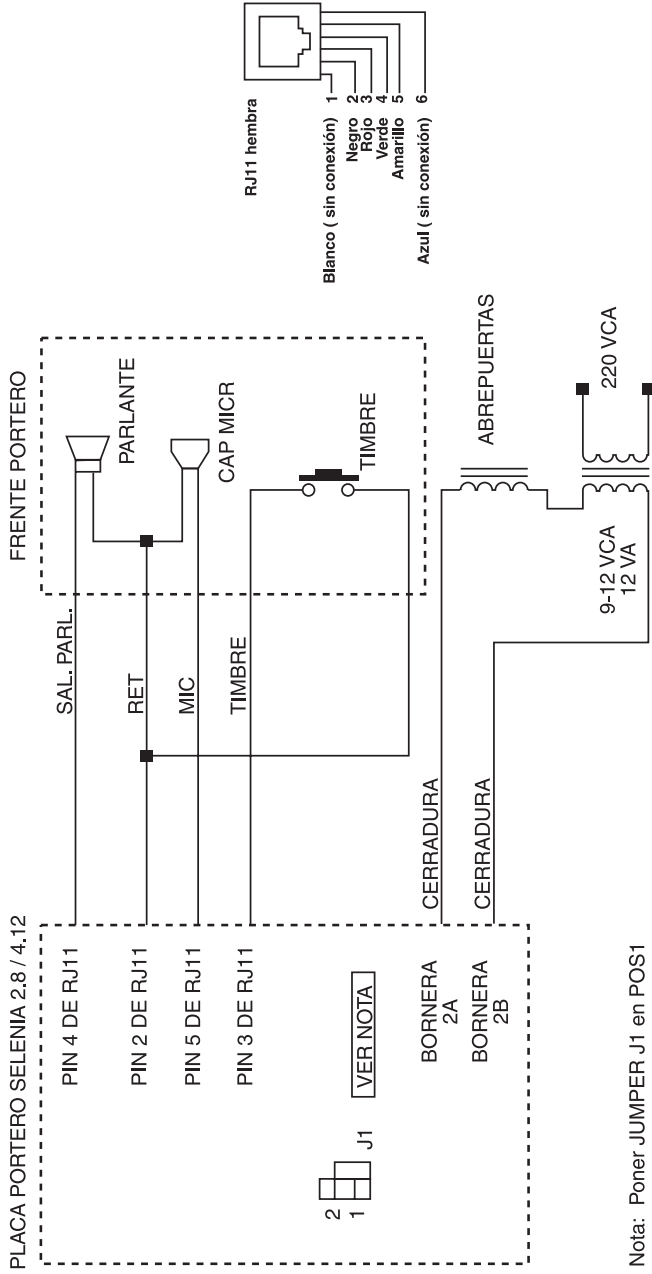 PLACA PORTERO SELENIA 2.8 / 4.12
FRENTE PORTERO
PIN 4 DE RJ11
SAL. PARL.
PARLANTE
PIN 2 DE RJ11
RET
PIN 5 DE RJ11
MIC
CAP MICR
PIN 3 DE RJ11
TIMBRE
TIMBRE
VER NOTA
2
1
J1
BORNERA
2A
CERRADURA
ABREPUERTAS
BORNERA
2B
CERRADURA
9-12 VCA
12 VA
220 VCA
Nota: Poner JUMPER J1 en POS1
RJ11 hembra
Blanco ( sin conexión) 1
Negro 2
Rojo 3
Verde 4
Amarillo 5
Azul ( sin conexión) 6